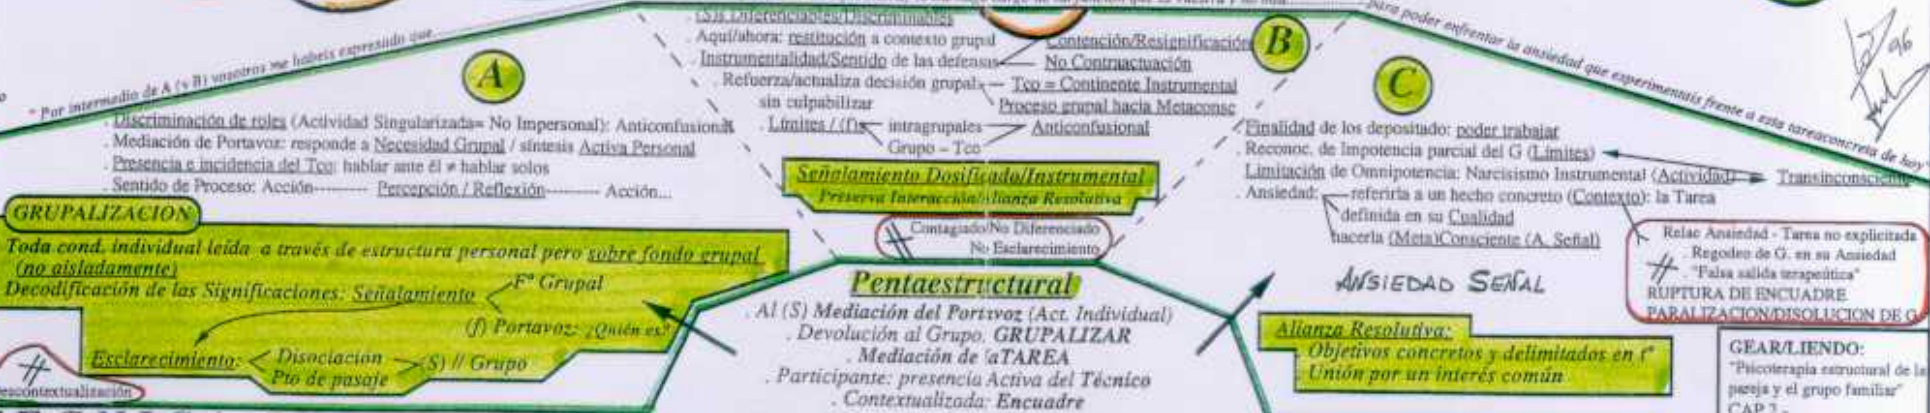 " Por intermedio de A (y B) vosotros me habéis expresado que
para poder enfrentar la ansiedad que experimentáis frente a esta tareaconcreta de hoy
96
A
. Discriminación de roles (Actividad Singularizada= No Impersonal): Anticonfusional
. Mediación de Portavoz: responde a Necesidad Grupal / síntesis Activa Personal
. Presencia e incidencia del Tco: hablar ante él ≠ hablar solos
. Sentido de Proceso: Acción--------- Percepción / Reflexión--------- Acción...
GRUPALIZACION
Toda cond. individual leída a través de estructura personal pero sobre fondo grupal
(no aisladamente)
Decodificación de las Significaciones: Señalamiento
Fª Grupal
(f) Portavoz: ¿Quién es?
Esclarecimiento:
Disociación
Pto de pasaje
(S) // Grupo
descontextualización
B
(S)s Diferenciables/Discriminables
. Aquí/ahora: restitución a contexto grupal
. Instrumentalidad/Sentido de las defensas
Contención/Resignificación
No Contraactuación
. Refuerza/actualiza decisión grupal
sin culpabilizar
Tco = Continente Instrumental
Proceso grupal hacia Metaconsc
. Límites / (f)s
intragrupales
Grupo – Tco
Anticonfusional
Señalamiento Dosificado/Instrumental
Preserva Interacción/Alianza Resolutiva
Contagiado/No Diferenciado
No Esclarecimiento
Pentaestructural
. Al (S) Mediación del Portavoz (Act. Individual)
. Devolución al Grupo. GRUPALIZAR
. Mediación de laTAREA
. Participante: presencia Activa del Técnico
. Contextualizada: Encuadre
C
. Finalidad de los depositado: poder trabajar
. Reconoc. de Impotencia parcial del G (Límites)
Limitación de Omnipotencia: Narcisismo Instrumental (Actividad)
Transinconsciente
. Ansiedad:
referirla a un hecho concreto (Contexto): la Tarea
definida en su Cualidad
hacerla (Meta)Consciente (A. Señal)
ANSIEDAD SEÑAL
Relac Ansiedad - Tarea no explicitada
Regodeo de G. en su Ansiedad
"Falsa salida terapeútica"
RUPTURA DE ENCUADRE
PARALIZACION/DISOLUCION DE G
Alianza Resolutiva:
. Objetivos concretos y delimitados en tº
. Unión por un interés común
GEAR/LIENDO:
"Psicoterapia estructural de la
pareja y el grupo familiar"